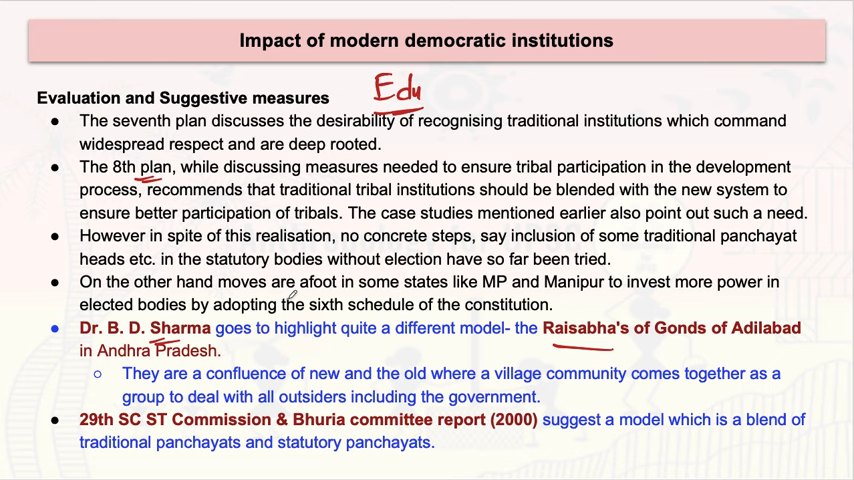 Impact of modern democratic institutions
Edu
Evaluation and Suggestive measures
● The seventh plan discusses the desirability of recognising traditional institutions which command
widespread respect and are deep rooted.
● The 8th plan, while discussing measures needed to ensure tribal participation in the development
process, recommends that traditional tribal institutions should be blended with the new system to
ensure better participation of tribals. The case studies mentioned earlier also point out such a need.
● However in spite of this realisation, no concrete steps, say inclusion of some traditional panchayat
heads etc. in the statutory bodies without election have so far been tried.
● On the other hand moves are afoot in some states like MP and Manipur to invest more power in
elected bodies by adopting the sixth schedule of the constitution.
● Dr. B. D. Sharma goes to highlight quite a different model- the Raisabha's of Gonds of Adilabad
in Andhra Pradesh.
○ They are a confluence of new and the old where a village community comes together as a
group to deal with all outsiders including the government.
● 29th SC ST Commission & Bhuria committee report (2000) suggest a model which is a blend of
traditional panchayats and statutory panchayats.